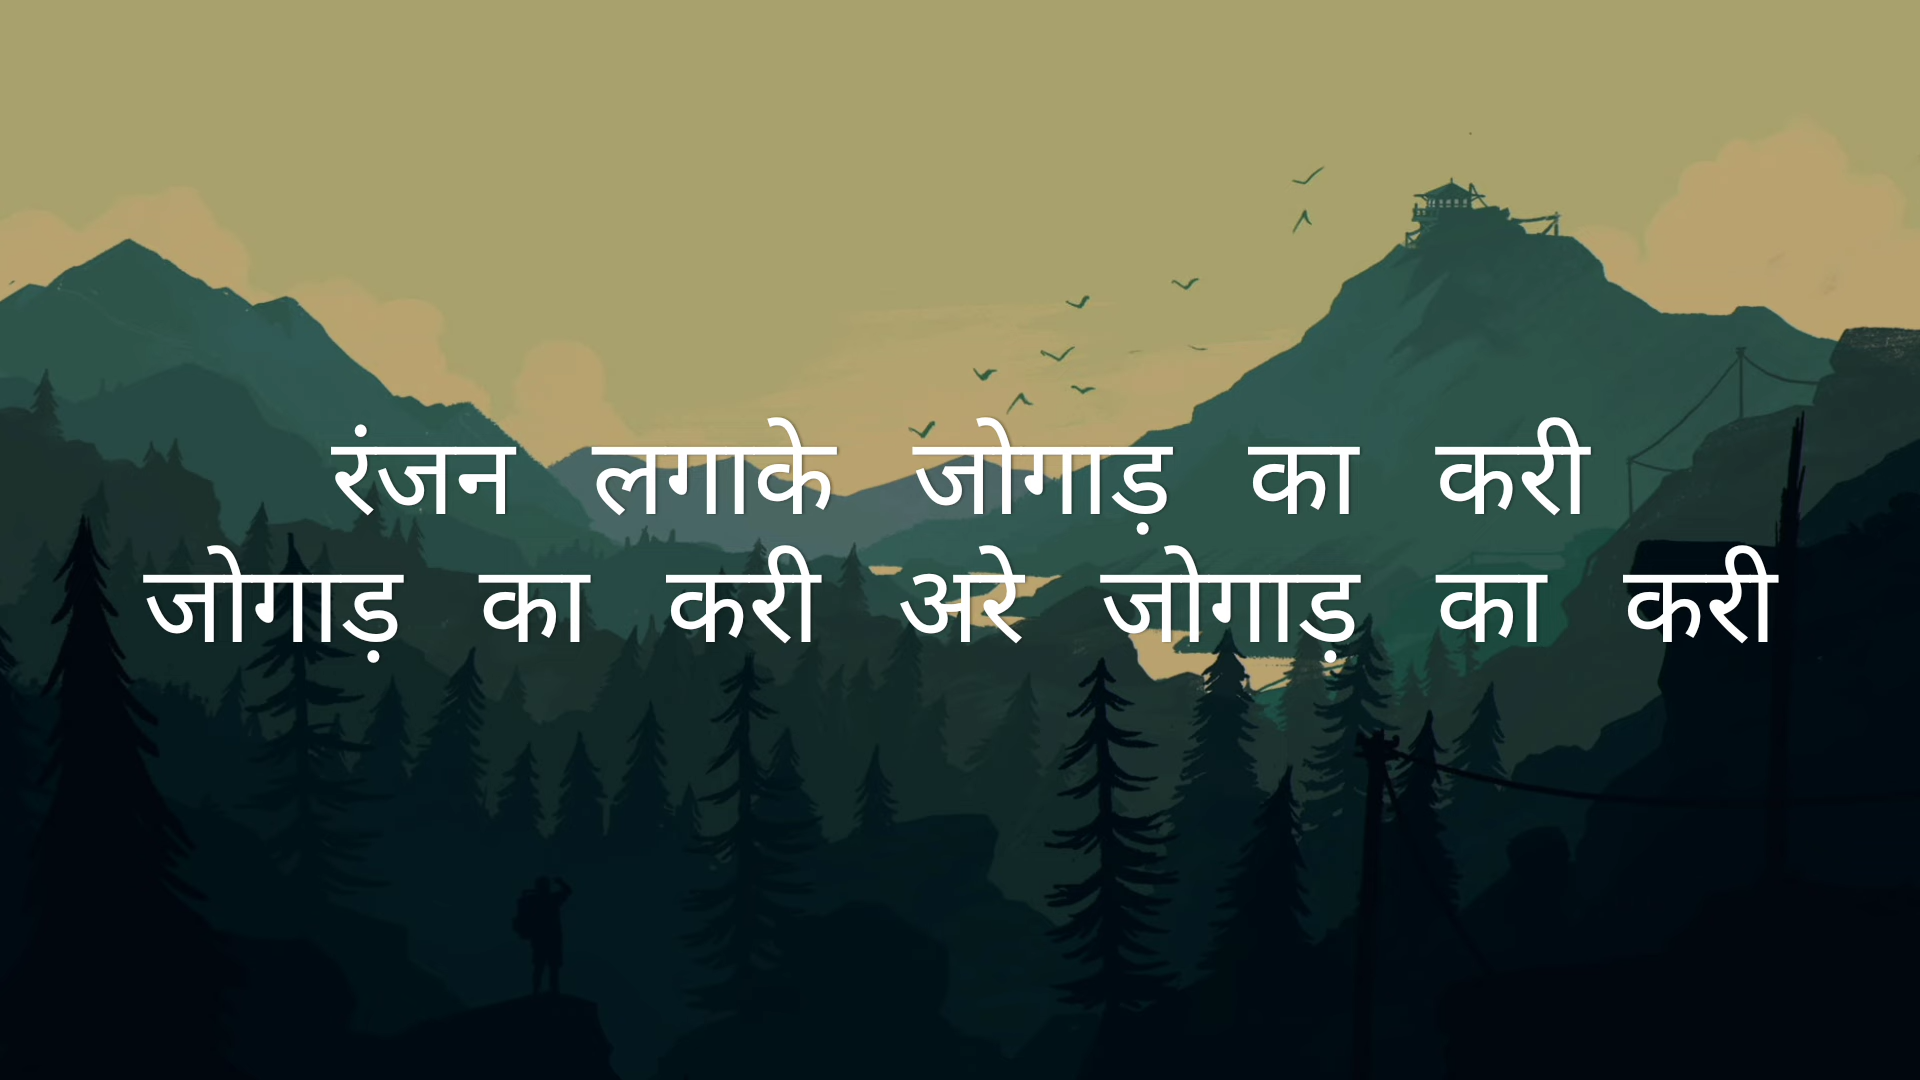 रंजन लगाके जोगाड़ का करी
जोगाड़ का करी अरे जोगाड़ का करी